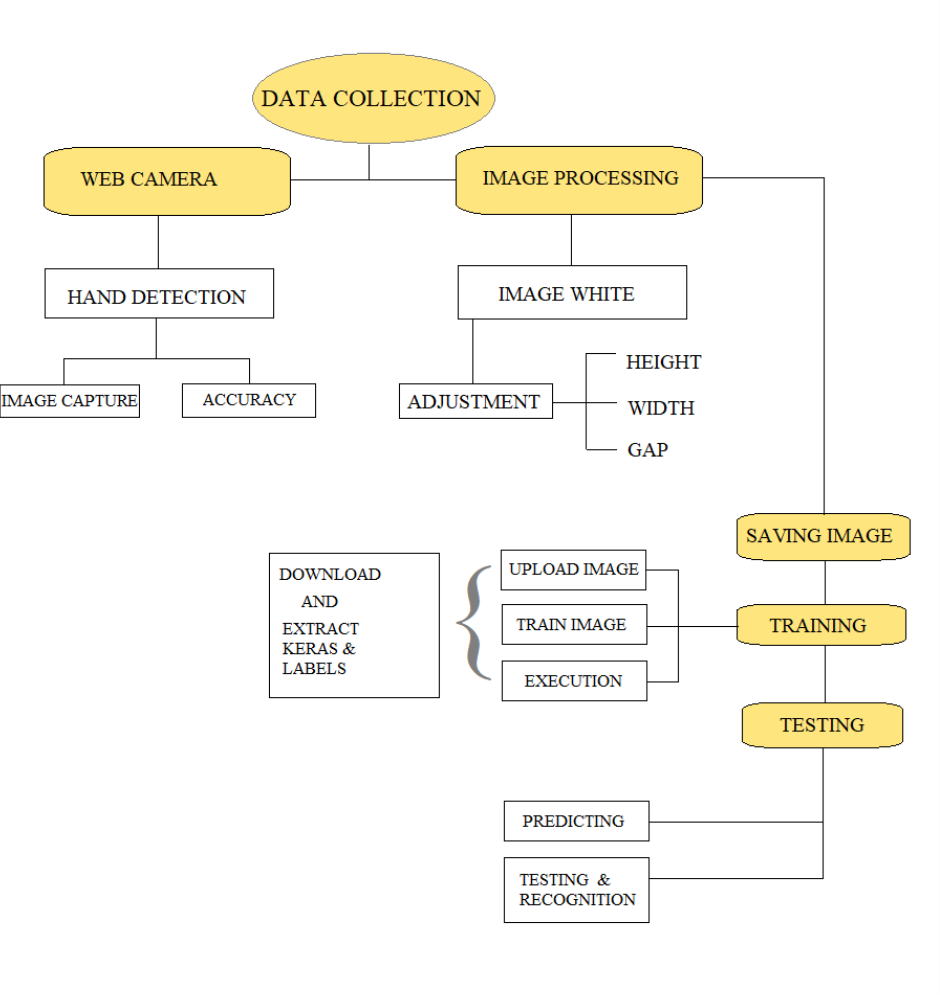 DATA COLLECTION
WEB CAMERA
IMAGE PROCESSING
HAND DETECTION
IMAGE WHITE
IMAGE CAPTURE
ACCURACY
ADJUSTMENT
HEIGHT
WIDTH
GAP
SAVING IMAGE
DOWNLOAD
AND
EXTRACT
KERAS &
LABELS
UPLOAD IMAGE
TRAIN IMAGE
EXECUTION
TRAINING
TESTING
PREDICTING
TESTING &
RECOGNITION